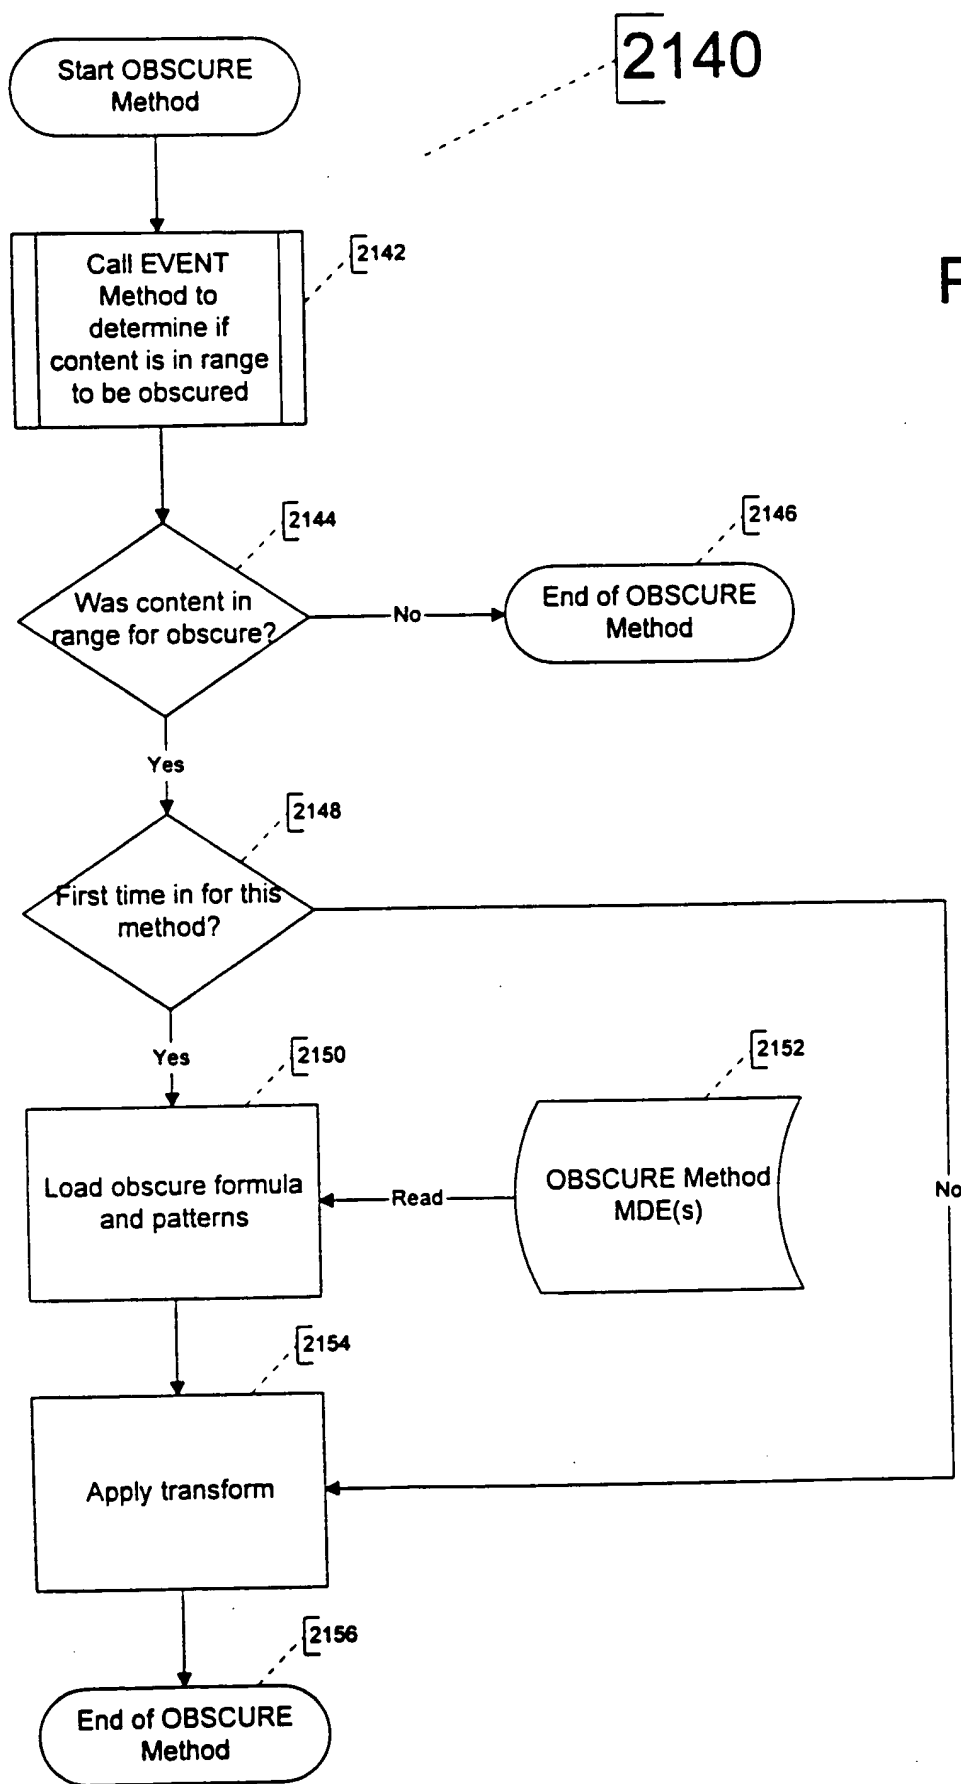 Start OBSCURE
Method
2140
Call EVENT
Method to
determine if
content is in range
to be obscured
2142
F
2144
Was content in
range for obscure?
No
2146
End of OBSCURE
Method
Yes
2148
First time in for this
method?
Yes
2150
Load obscure formula
and patterns
Read
2152
OBSCURE Method
MDE(s)
No
2154
Apply transform
2156
End of OBSCURE
Method